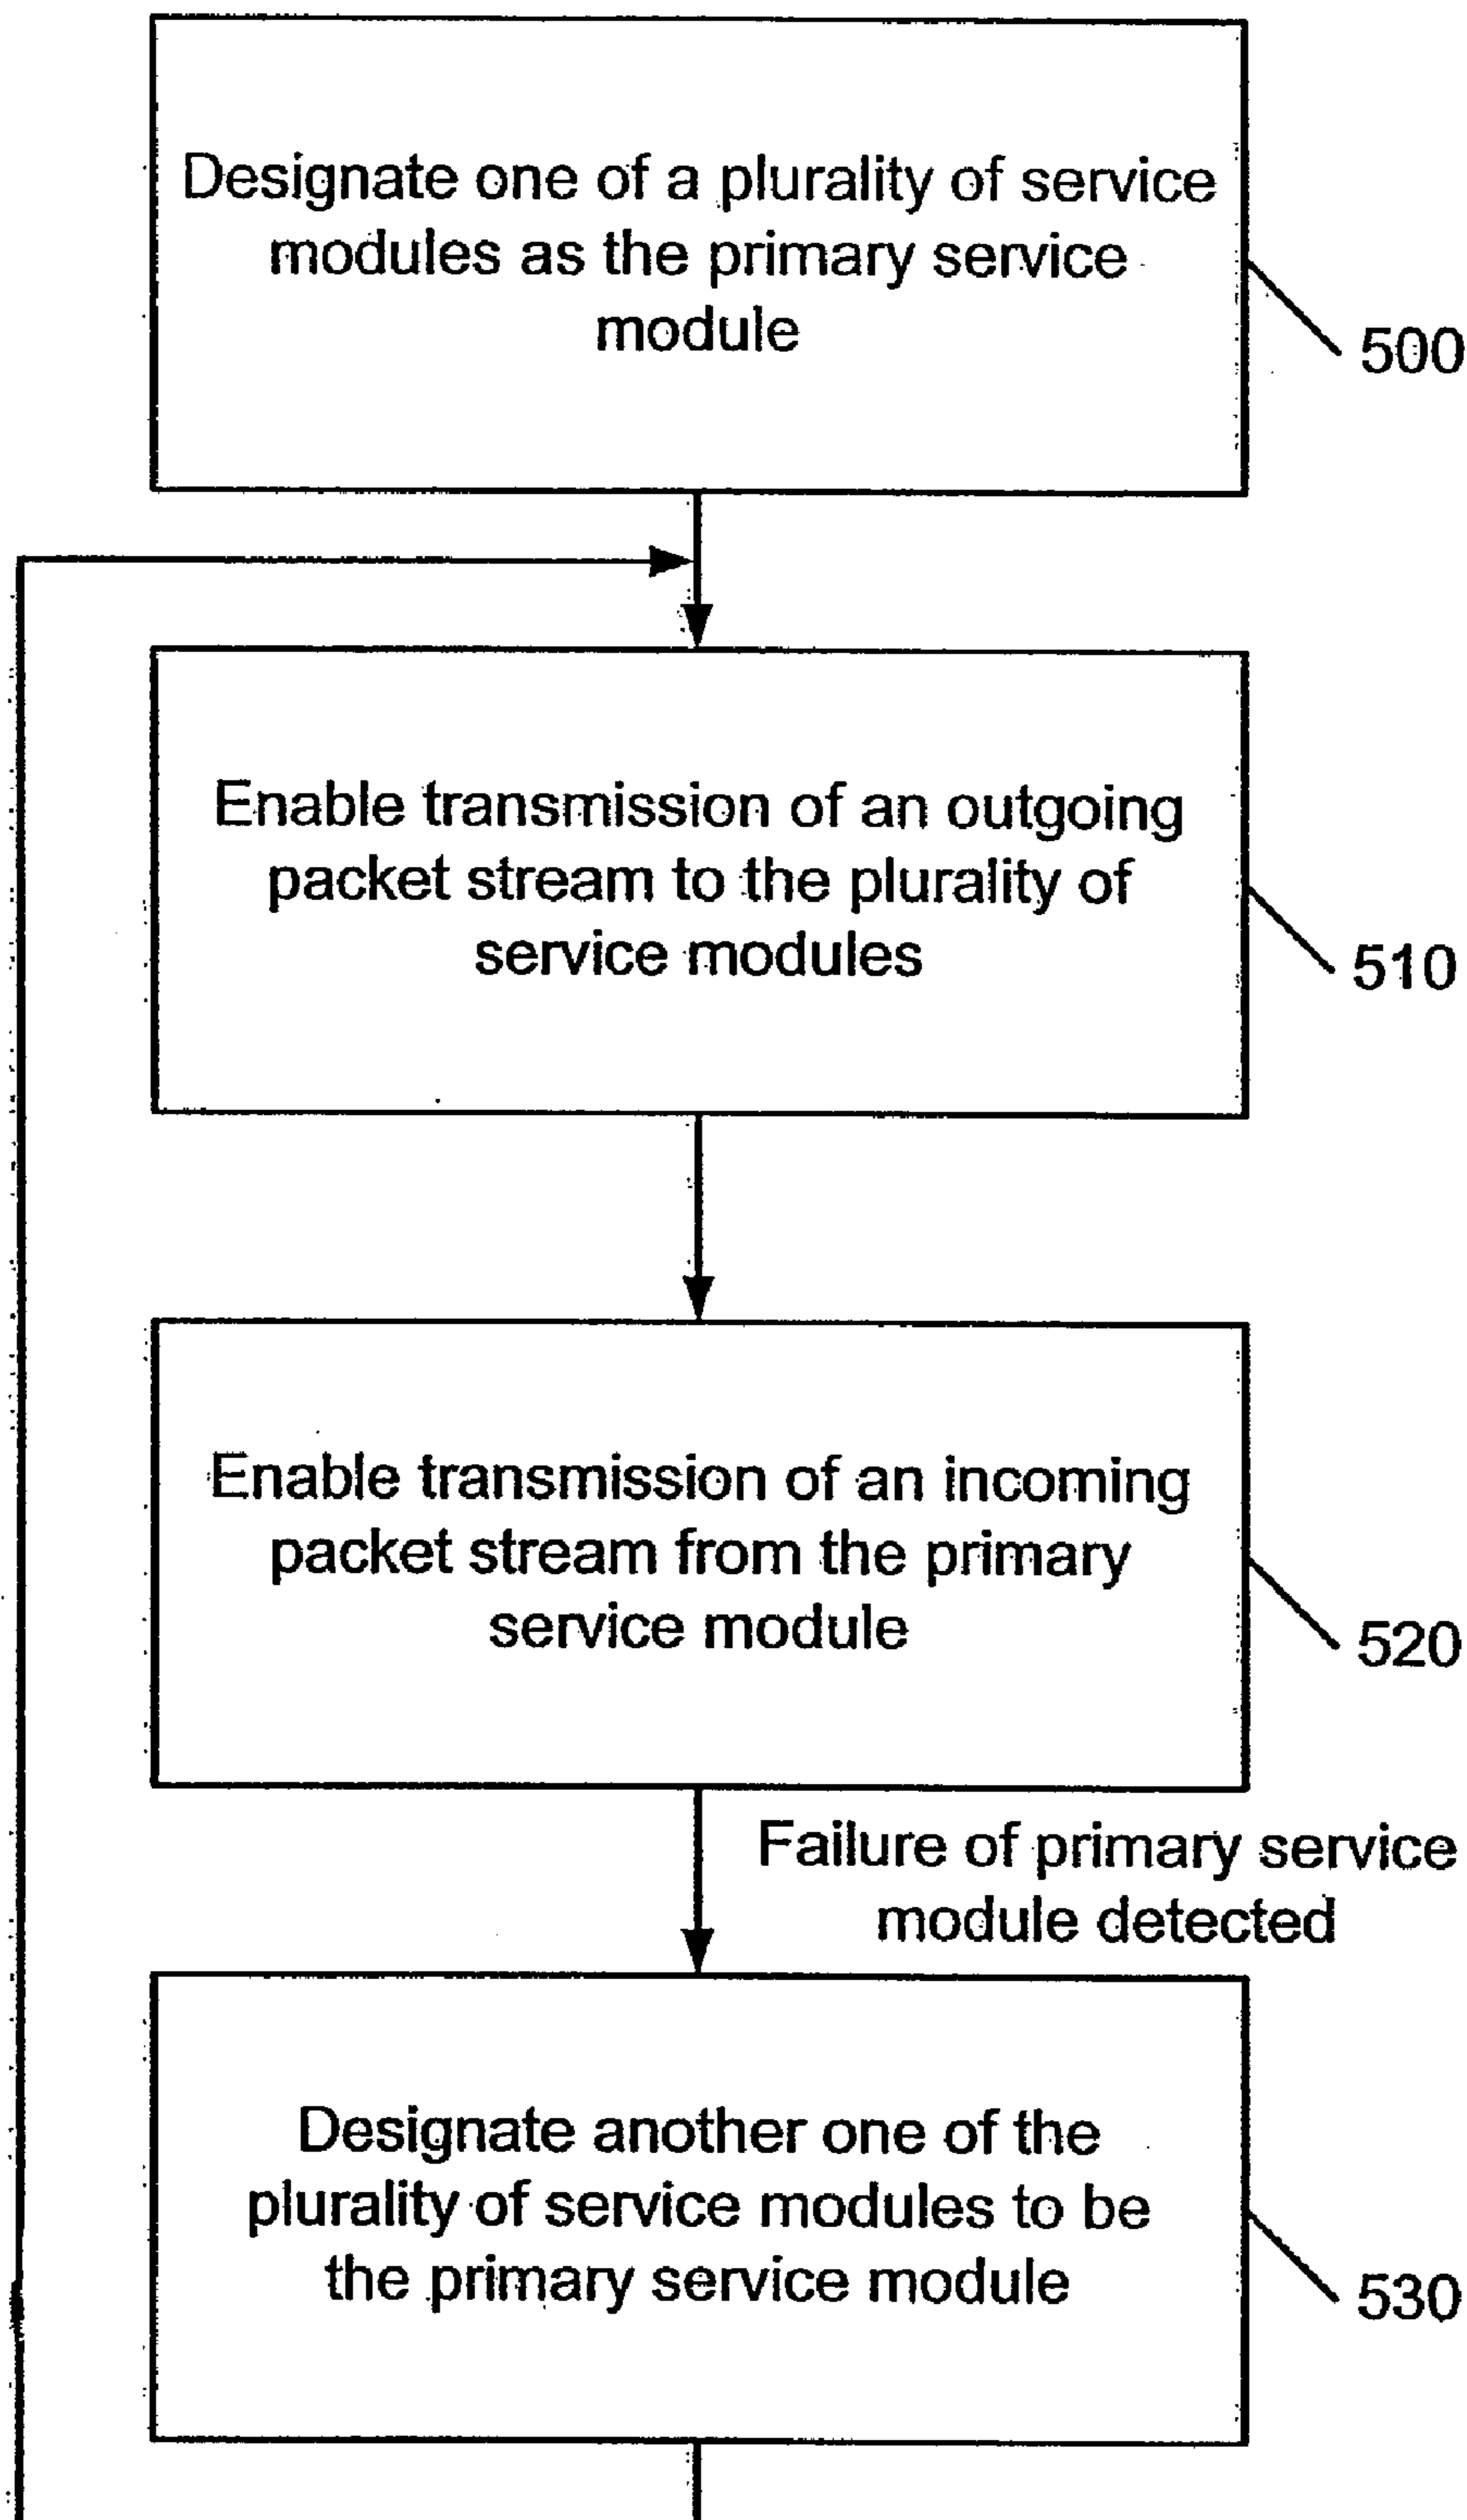 Designate one of a plurality of service
modules as the primary service
module
500
Enable transmission of an outgoing
packet stream to the plurality of
service modules
510
Enable transmission of an incoming
packet stream from the primary
service module
520
Failure of primary service
module detected
Designate another one of the
plurality of service modules to be
the primary service module
530